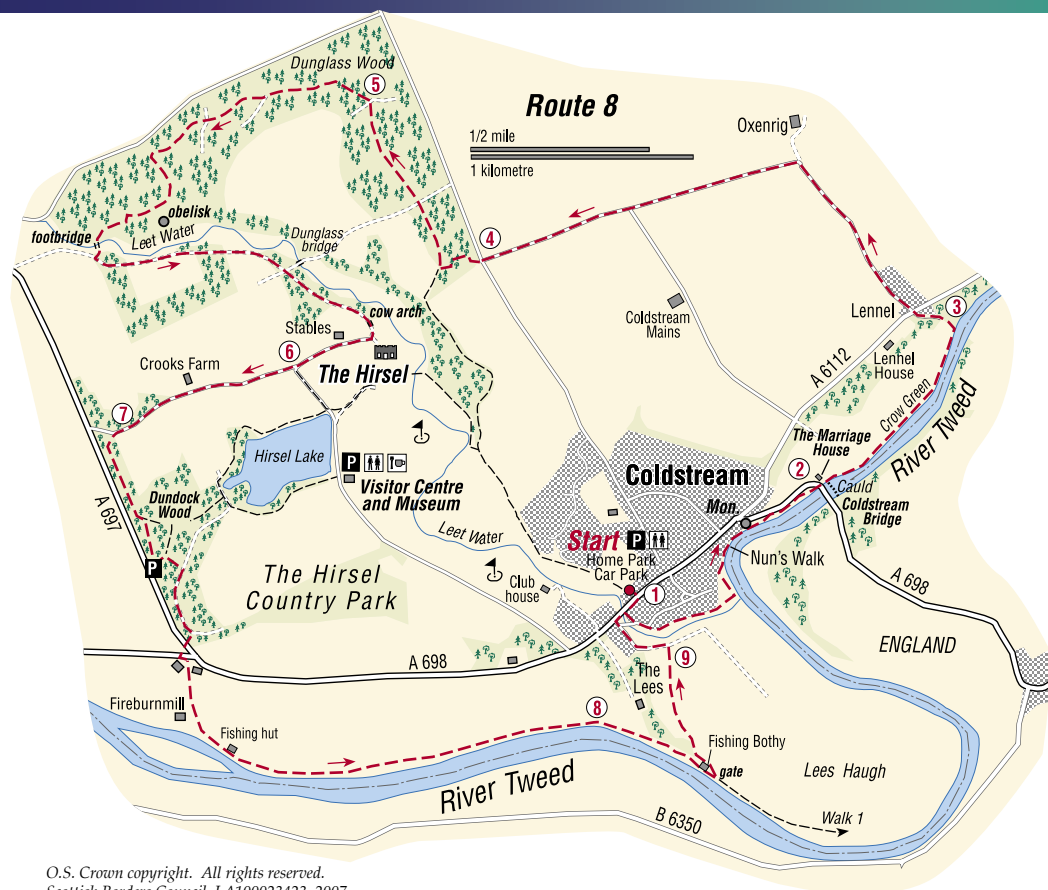 Dunglass Wood
5
Route 8
1/2 mile
1 kilometre
Oxenrig
obelisk
footbridge
Leet Water
Dunglass
bridge
4
Lennel
3
cow arch
Stables
Coldstream
Mains
Crooks Farm
6
The Hirsel
A 6112
Lennel
House
Crow Green
River Tweed
7
Hirsel Lake
P
Visitor Centre
and Museum
The Marriage
House
2
Coldstream
Cauld
Coldstream
Bridge
Mon.
A 697
Dundock
Wood
Leet Water
Start P
Home Park
Car Park
Nun's Walk
P
The Hirsel
Country Park
Club
house
1
A 698
ENGLAND
A 698
The
Lees
9
Fireburnmill
Fishing hut
8
Fishing Bothy
gate
Lees Haugh
River Tweed
B 6350
Walk 1
O.S. Crown copyright. All rights reserved.
Scottish Borders Council, LA100023423, 2007